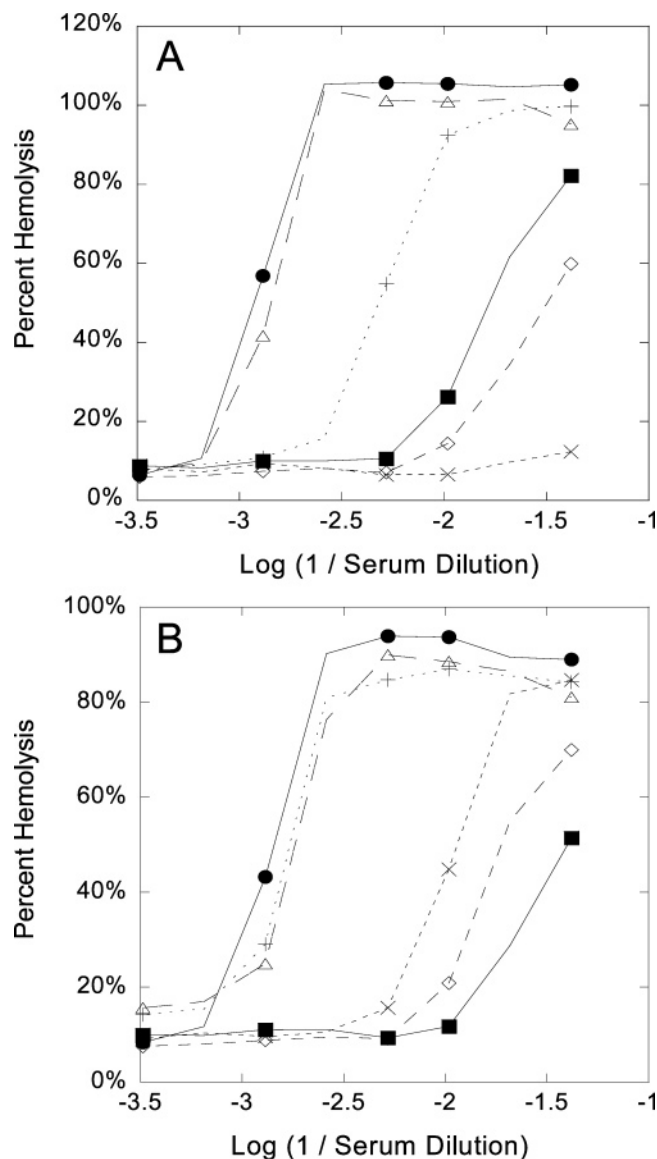 A
120%
100%
80%
60%
40%
20%
0%
Percent Hemolysis
-3.5 -3 -2.5 -2 -1.5 -1
Log (1 / Serum Dilution)
B
100%
80%
60%
40%
20%
0%
Percent Hemolysis
-3.5 -3 -2.5 -2 -1.5 -1
Log (1 / Serum Dilution)